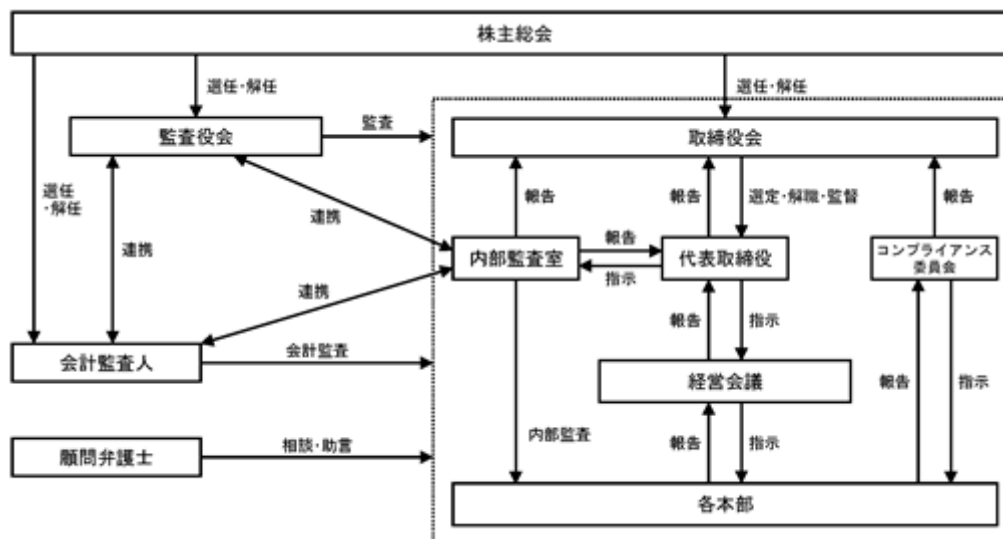 株主総会
選任・解任
選任・解任
監査役会
監査
取締役会
選任
・解任
連携
連携
報告
報告
選定・解職・監督
報告
内部監査室
報告
指示
代表取締役
コンプライアンス
委員会
連携
報告
指示
会計監査人
会計監査
経営会議
報告
指示
内部監査
報告
指示
顧問弁護士
相談・助言
各本部